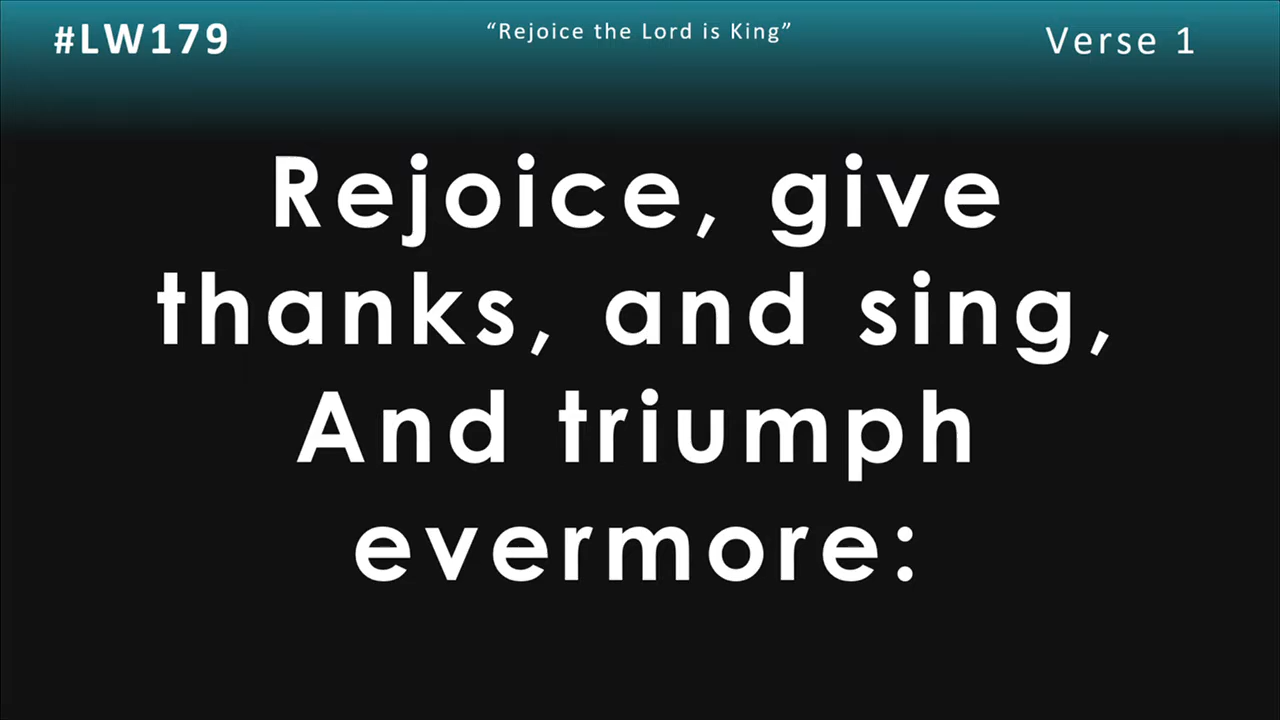 #LW179
“Rejoice the Lord is King”
Verse 1
Rejoice, give
thanks, and sing,
And triumph
evermore: